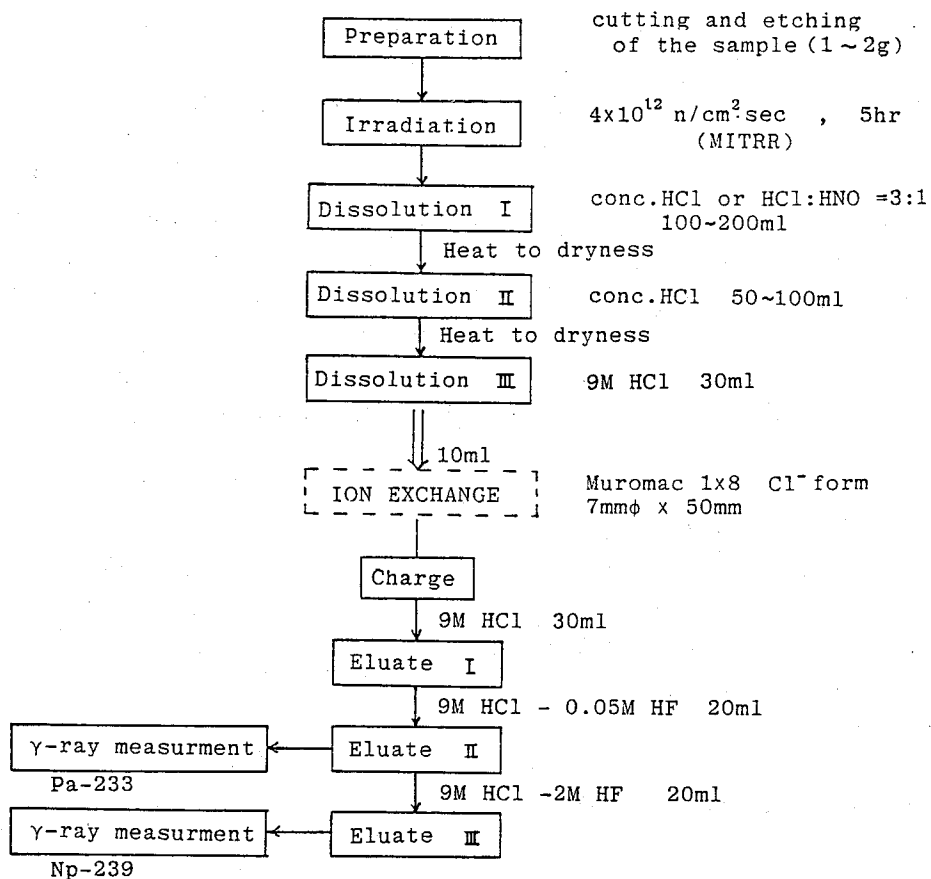 Preparation
cutting and etching
of the sample (1~2g)
Irradiation
4x10¹² n/cm²·sec , 5hr
(MITRR)
Dissolution I
conc.HCl or HCl:HNO =3:1
100~200ml
Heat to dryness
Dissolution II
conc.HCl 50~100ml
Heat to dryness
Dissolution III
9M HCl 30ml
10ml
ION EXCHANGE
Muromac 1x8 Cl⁻ form
7mmφ x 50mm
Charge
9M HCl 30ml
Eluate I
9M HCl - 0.05M HF 20ml
γ-ray measurment
Eluate II
Pa-233
9M HCl -2M HF 20ml
γ-ray measurment
Eluate III
Np-239